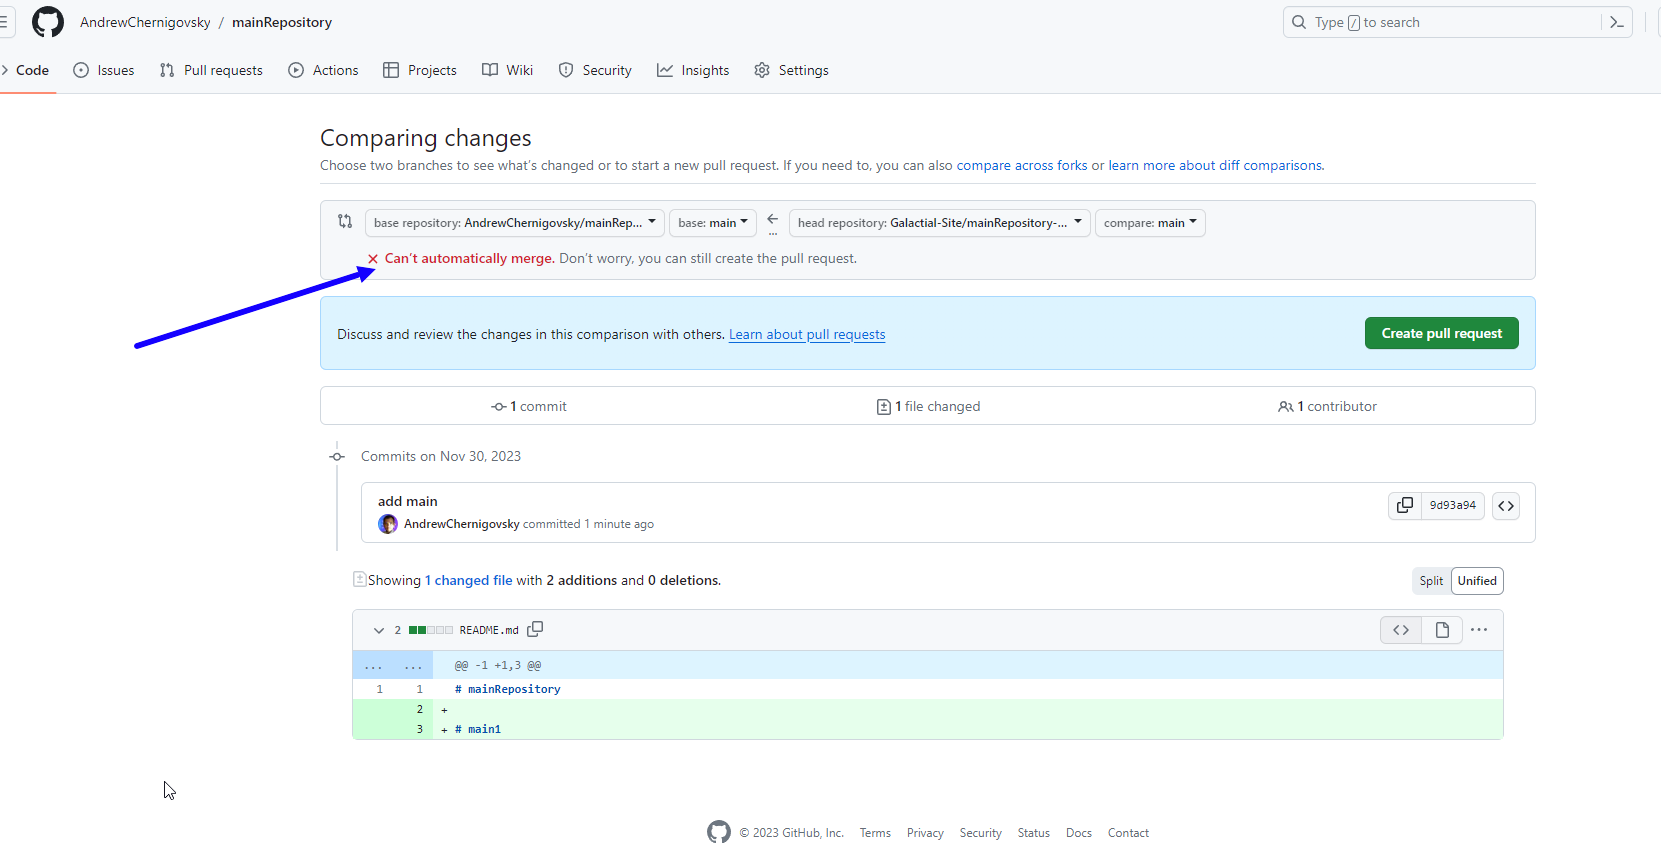 AndrewChernigovsky / mainRepository
Type / to search
Code Issues Pull requests Actions Projects Wiki Security Insights Settings
Comparing changes
Choose two branches to see what's changed or to start a new pull request. If you need to, you can also compare across forks or learn more about diff comparisons.
base repository: AndrewChernigovsky/mainRep... base: main ... head repository: Galactial-Site/mainRepository-... compare: main
Can't automatically merge. Don't worry, you can still create the pull request.
Discuss and review the changes in this comparison with others. Learn about pull requests
Create pull request
1 commit 1 file changed 1 contributor
Commits on Nov 30, 2023
add main
AndrewChernigovsky committed 1 minute ago
9d93a94
Showing 1 changed file with 2 additions and 0 deletions.
Split Unified
2 README.md
... ... @@ -1 +1,3 @@
1 1 # mainRepository
2 +
3 + # main1
© 2023 GitHub, Inc. Terms Privacy Security Status Docs Contact